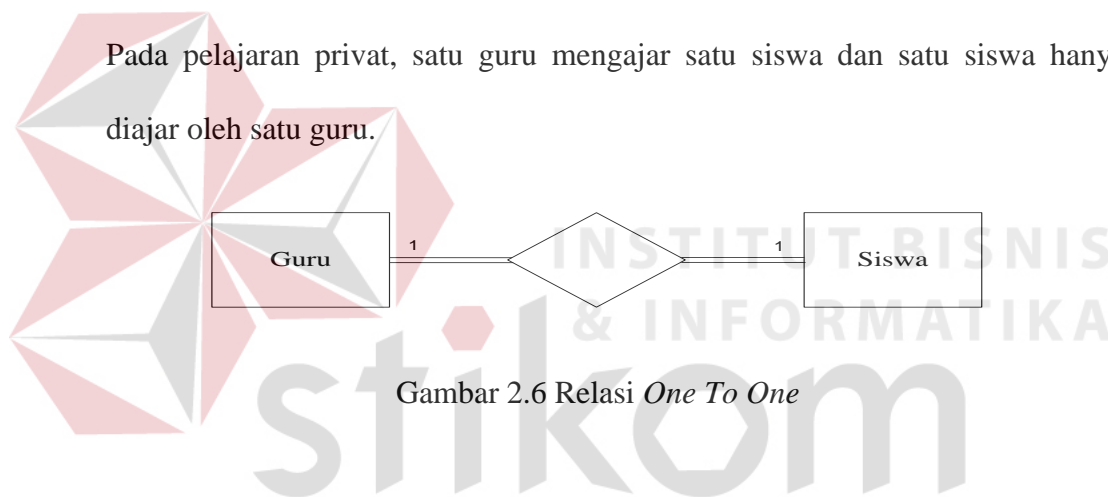 Pada pelajaran privat, satu guru mengajar satu siswa dan satu siswa hany
diajar oleh satu guru.
Guru 1 1 Siswa
INSTITUT BISNIS
& INFORMATIKA
stikom
Gambar 2.6 Relasi One To One